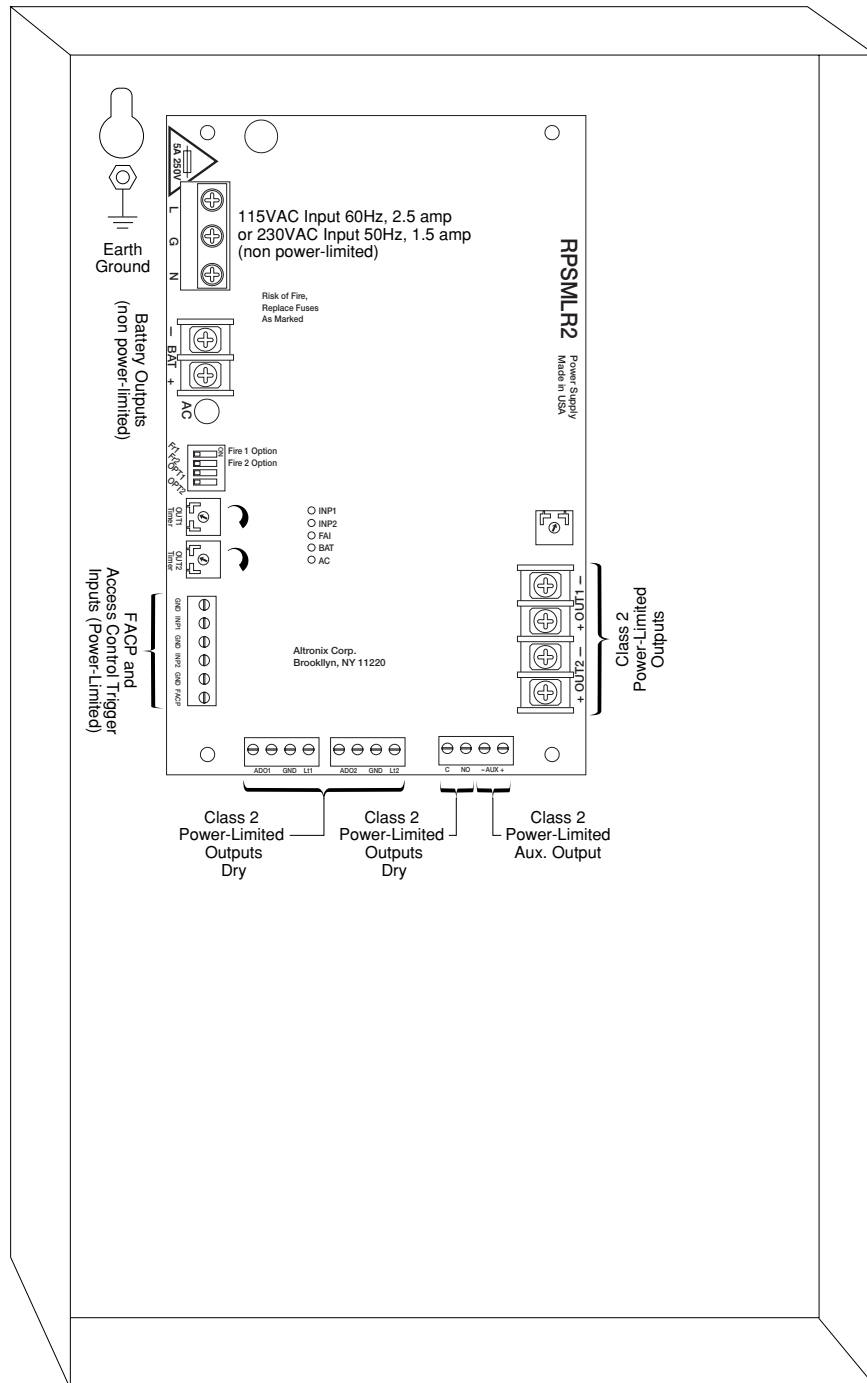 5A 250V
L
G
N
115VAC Input 60Hz, 2.5 amp
or 230VAC Input 50Hz, 1.5 amp
(non power-limited)
Earth
Ground
RPSMLR2
Power Supply
Made in USA
Risk of Fire,
Replace Fuses
As Marked
Battery Outputs
(non power-limited)
– BAT +
AC
ON
Fr1
Fr2
OPT1
OPT2
Fire 1 Option
Fire 2 Option
OUT1
Timer
OUT2
Timer
INP1
INP2
FAI
BAT
AC
+ OUT2 – + OUT1 –
Class 2
Power-Limited
Outputs
FACP and
Access Control Trigger
Inputs (Power-Limited)
GND INP1 GND INP2 GND FACP
Altronix Corp.
Brookllyn, NY 11220
ADO1 GND Lt1
ADO2 GND Lt2
C NO – AUX +
Class 2
Power-Limited
Outputs
Dry
Class 2
Power-Limited
Outputs
Dry
Class 2
Power-Limited
Aux. Output